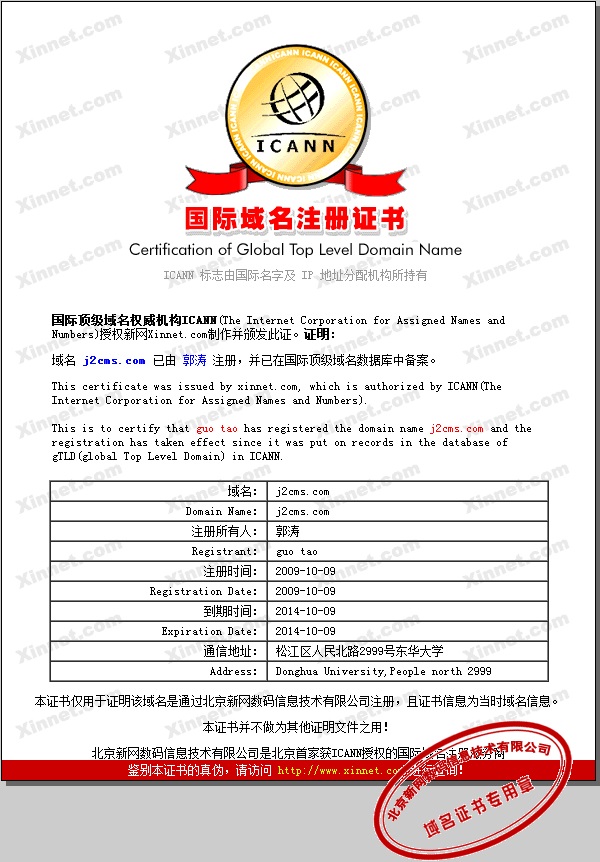 ICANN
国际域名注册证书
Certification of Global Top Level Domain Name
ICANN 标志由国际名字及 IP 地址分配机构所持有
国际顶级域名权威机构ICANN(The Internet Corporation for Assigned Names and
Numbers)授权新网Xinnet.com制作并颁发此证。证明:
域名 j2cms.com 已由 郭涛 注册，并已在国际顶级域名数据库中备案。
This certificate was issued by xinnet.com, which is authorized by ICANN(The
Internet Corporation for Assigned Names and Numbers).
This is to certify that guo tao has registered the domain name j2cms.com and the
registration has taken effect since it was put on records in the database of
gTLD(global Top Level Domain) in ICANN.
域名: j2cms.com
Domain Name: j2cms.com
注册所有人: 郭涛
Registrant: guo tao
注册时间: 2009-10-09
Registration Date: 2009-10-09
到期时间: 2014-10-09
Expiration Date: 2014-10-09
通信地址: 松江区人民北路2999号东华大学
Address: Donghua University,People north 2999
本证书仅用于证明该域名是通过北京新网数码信息技术有限公司注册，且证书信息为当时域名信息。
本证书并不做为其他证明文件之用！
北京新网数码信息技术有限公司是北京首家获ICANN授权的国际域名注册服务商
鉴别本证书的真伪，请访问 http://www.xinnet.com 进行查询！
北京新网数码信息技术有限公司
域名证书专用章
Xinnet.com